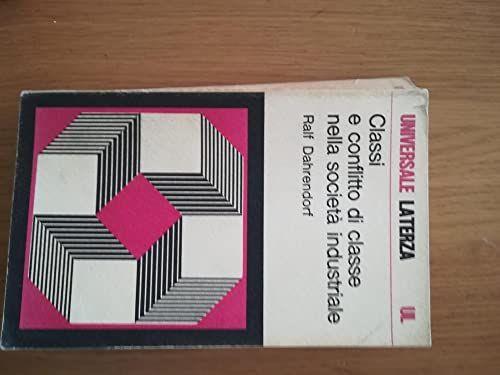 UNIVERSALE LATERZA UL
Classi
e conflitto di classe
nella società industriale
Ralf Dahrendorf